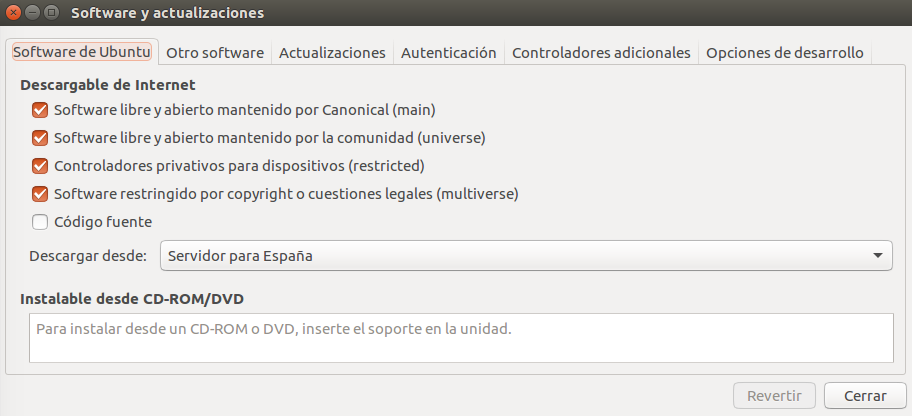 Software y actualizaciones
Software de Ubuntu Otro software Actualizaciones Autenticación Controladores adicionales Opciones de desarrollo
Descargable de Internet
Software libre y abierto mantenido por Canonical (main)
Software libre y abierto mantenido por la comunidad (universe)
Controladores privativos para dispositivos (restricted)
Software restringido por copyright o cuestiones legales (multiverse)
Código fuente
Descargar desde: Servidor para España
Instalable desde CD-ROM/DVD
Para instalar desde un CD-ROM o DVD, inserte el soporte en la unidad.
Revertir Cerrar